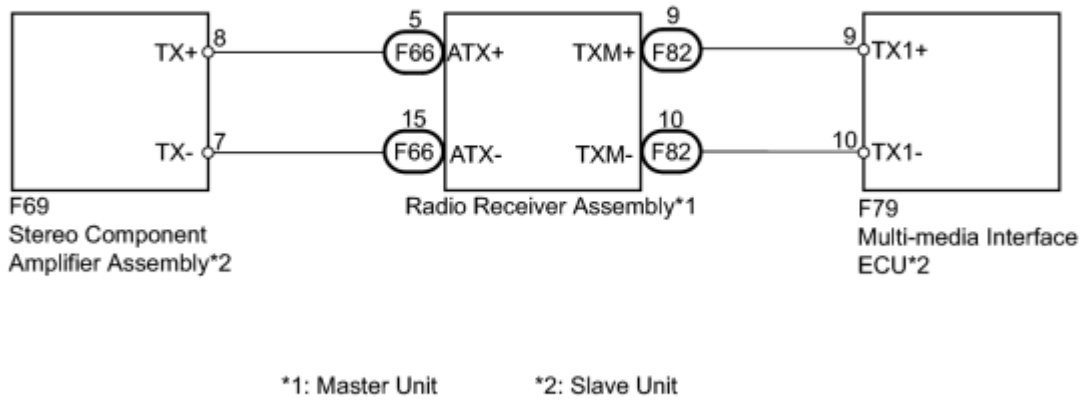 5
9
8
9
TX+
F66
ATX+
TXM+
F82
TX1+
15
10
7
10
TX-
F66
ATX-
TXM-
F82
TX1-
F69
Stereo Component
Amplifier Assembly*2
Radio Receiver Assembly*1
F79
Multi-media Interface
ECU*2
*1: Master Unit
*2: Slave Unit